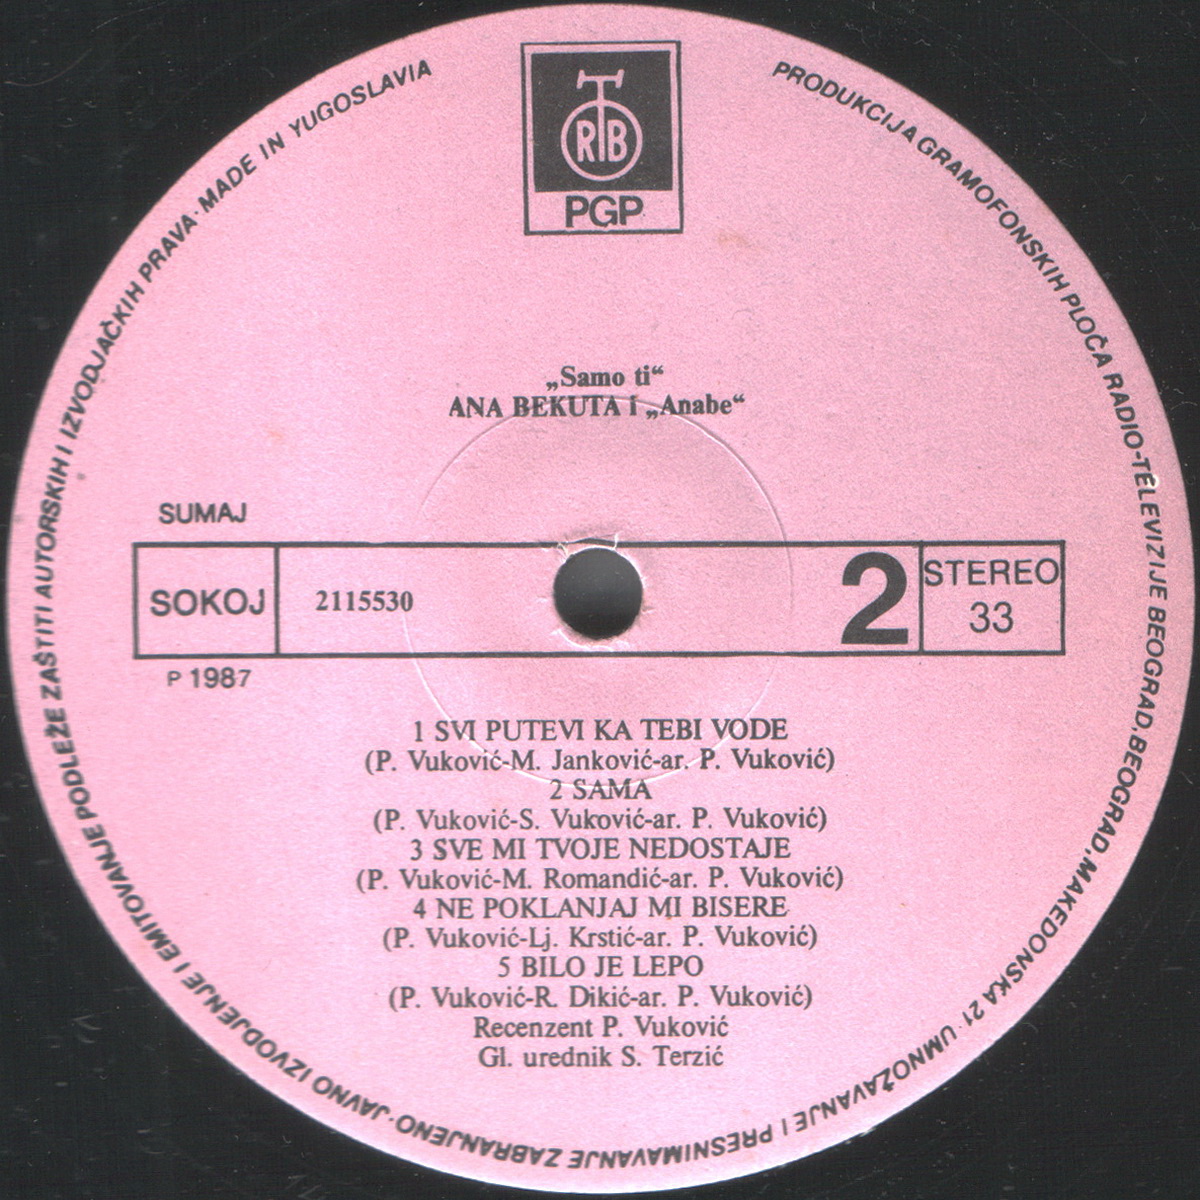 RTB
PGP
PRODUKCIJA GRAMOFONSKIH PLOČA RADIO-TELEVIZIJE BEOGRAD, BEOGRAD, MAKEDONSKA 21 · UMNOŽAVANJE I PRESNIMAVANJE ZABRANJENO · JAVNO IZVODJENJE I EMITOVANJE PODLEŽE ZAŠTITI AUTORSKIH I IZVODJAČKIH PRAVA · MADE IN YUGOSLAVIA
„Samo ti“
ANA BEKUTA i „Anabe“
SUMAJ
SOKOJ
2115530
2
STEREO
33
P 1987
1 SVI PUTEVI KA TEBI VODE
(P. Vuković-M. Janković-ar. P. Vuković)
2 SAMA
(P. Vuković-S. Vuković-ar. P. Vuković)
3 SVE MI TVOJE NEDOSTAJE
(P. Vuković-M. Romandić-ar. P. Vuković)
4 NE POKLANJAJ MI BISERE
(P. Vuković-Lj. Krstić-ar. P. Vuković)
5 BILO JE LEPO
(P. Vuković-R. Dikić-ar. P. Vuković)
Recenzent P. Vuković
Gl. urednik S. Terzić